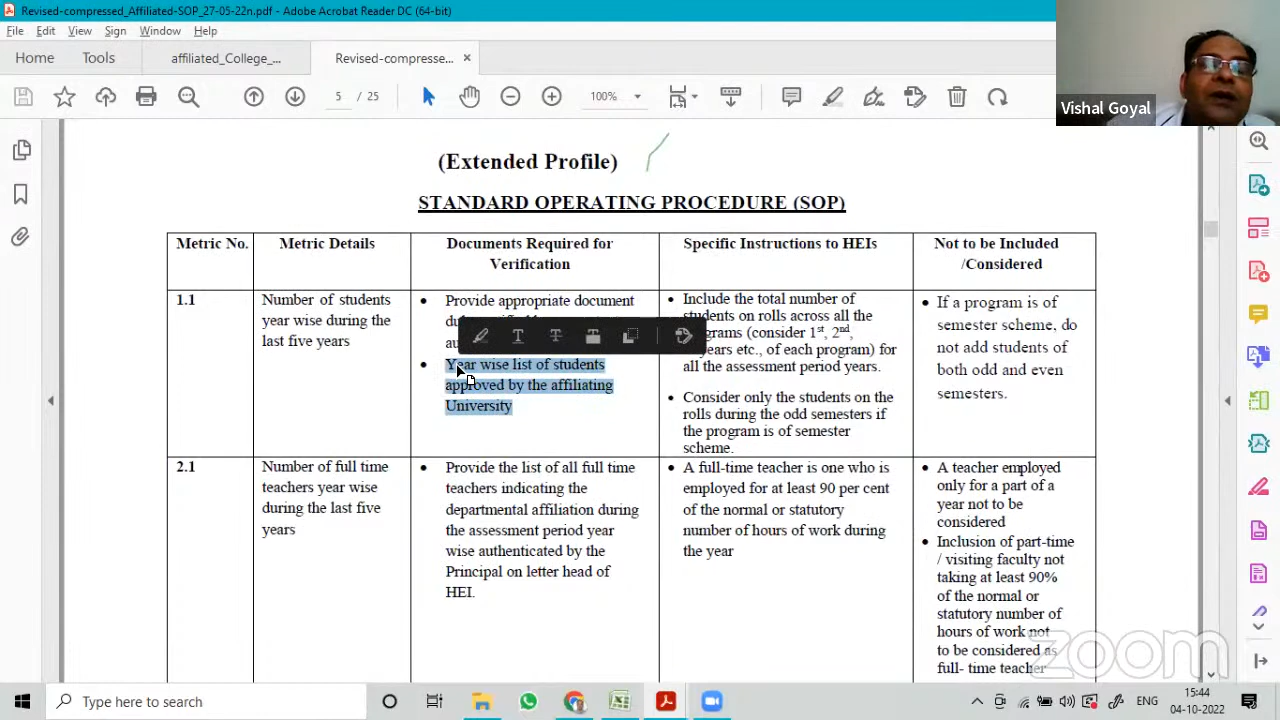 Revised-compressed_Affiliated-SOP_27-05-22n.pdf - Adobe Acrobat Reader DC (64-bit)
File Edit View Sign Window Help
Home Tools affiliated_College_... Revised-compresse... ×
5 / 25 100%
Vishal Goyal
(Extended Profile)
STANDARD OPERATING PROCEDURE (SOP)
Metric No.
Metric Details
Documents Required for
Verification
Specific Instructions to HEIs
Not to be Included
/Considered
1.1
Number of students
year wise during the
last five years
• Provide appropriate document
• Year wise list of students
approved by the affiliating
University
• Include the total number of
students on rolls across all the
(consider 1st, 2nd,
years etc., of each program) for
all the assessment period years.
• Consider only the students on the
rolls during the odd semesters if
the program is of semester
scheme.
• If a program is of
semester scheme, do
not add students of
both odd and even
semesters.
2.1
Number of full time
teachers year wise
during the last five
years
• Provide the list of all full time
teachers indicating the
departmental affiliation during
the assessment period year
wise authenticated by the
Principal on letter head of
HEI.
• A full-time teacher is one who is
employed for at least 90 per cent
of the normal or statutory
number of hours of work during
the year
• A teacher employed
only for a part of a
year not to be
considered
• Inclusion of part-time
/ visiting faculty not
taking at least 90%
of the normal or
statutory number of
hours of work not
to be considered as
full- time teacher
zoom
Type here to search
ENG
15:44
04-10-2022